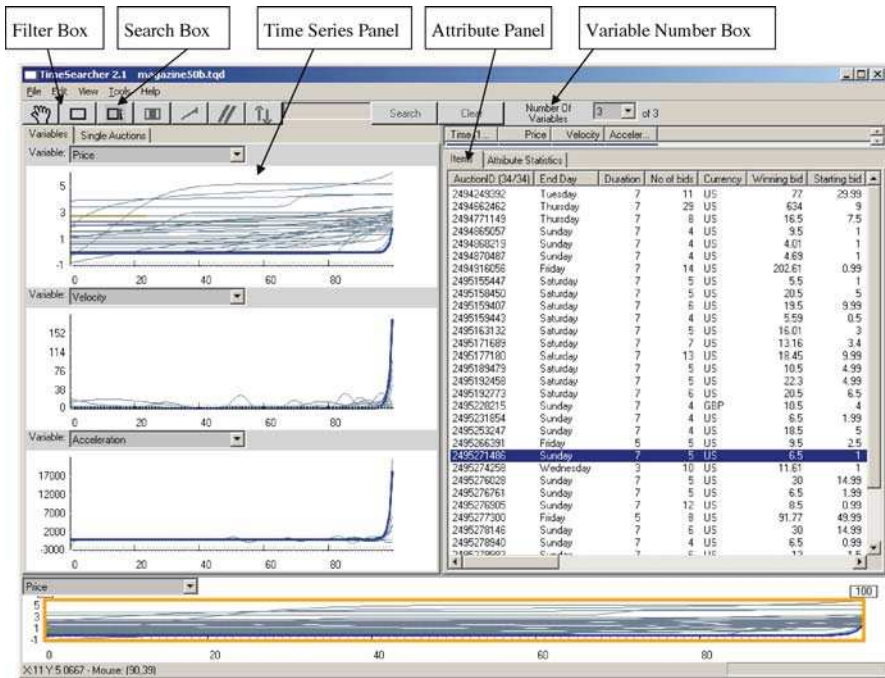 Filter Box Search Box Time Series Panel Attribute Panel Variable Number Box
TimeSearcher 2.1 magazine50b.tqd
File Edit View Tools Help
Search Clear Number Of Variables 3 of 3
Variables Single Auctions
Variable: Price
5
3
1
-1
0 20 40 60 80
Variable: Velocity
152
114
76
38
0
0 20 40 60 80
Variable: Acceleration
17000
12000
7000
2000
-3000
0 20 40 60 80
Price Velocity Acceler...
Items Attribute Statistics
AuctionID (34/34) End Day Duration No of bids Currency Winning bid Starting bid
2494249392 Tuesday 7 11 US 77 29.99
2494662462 Thursday 7 29 US 634 9
2494771149 Thursday 7 8 US 16.5 7.5
2494865057 Sunday 7 4 US 9.5 1
2494868219 Sunday 7 4 US 4.01 1
2494870487 Sunday 7 4 US 4.69 1
2494916056 Friday 7 14 US 202.61 0.99
2495155447 Saturday 7 5 US 5.5 1
2495158450 Saturday 7 5 US 20.5 5
2495159407 Saturday 7 6 US 19.5 9.99
2495159443 Saturday 7 4 US 5.59 0.5
2495163132 Saturday 7 5 US 16.01 3
2495171689 Saturday 7 7 US 13.16 3.4
2495177180 Saturday 7 13 US 18.45 9.99
2495189479 Saturday 7 5 US 10.5 4.99
2495192458 Saturday 7 5 US 22.3 4.99
2495192773 Saturday 7 6 US 20.5 6.5
2495228215 Sunday 7 4 GBP 10.5 4
2495231854 Sunday 7 4 US 6.5 1.99
2495253247 Sunday 7 4 US 18.5 5
2495266391 Friday 5 5 US 9.5 2.5
2495271486 Sunday 7 5 US 6.5 1
2495274258 Wednesday 3 10 US 11.61 1
2495276028 Sunday 7 5 US 30 14.99
2495276761 Sunday 7 5 US 6.5 1.99
2495276905 Sunday 7 12 US 8.5 0.99
2495277300 Friday 5 8 US 91.77 49.99
2495278146 Sunday 7 6 US 30 14.99
2495278940 Sunday 7 4 US 6.5 0.99
Price
100
5
3
1
-1
0 20 40 60 80
X:11 Y:5.0667 - Mouse: (90,39)